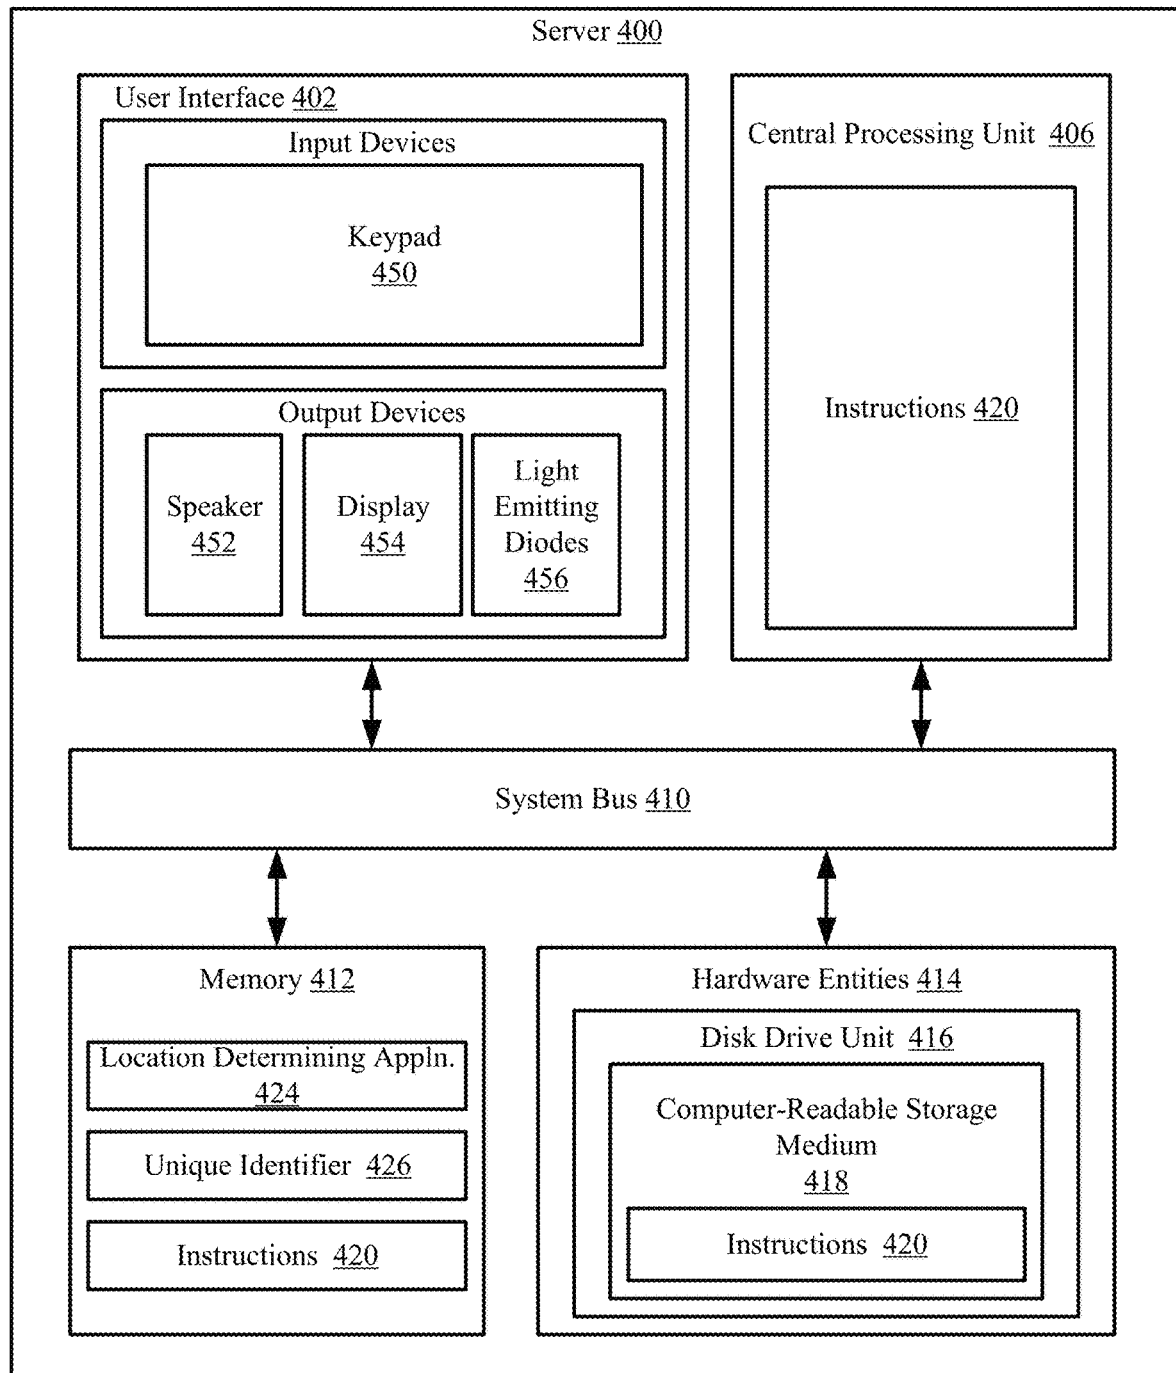 Server 400
User Interface 402
Input Devices
Keypad
450
Output Devices
Speaker
452
Display
454
Light
Emitting
Diodes
456
Central Processing Unit 406
Instructions 420
System Bus 410
Memory 412
Location Determining Appln.
424
Unique Identifier 426
Instructions 420
Hardware Entities 414
Disk Drive Unit 416
Computer-Readable Storage
Medium
418
Instructions 420